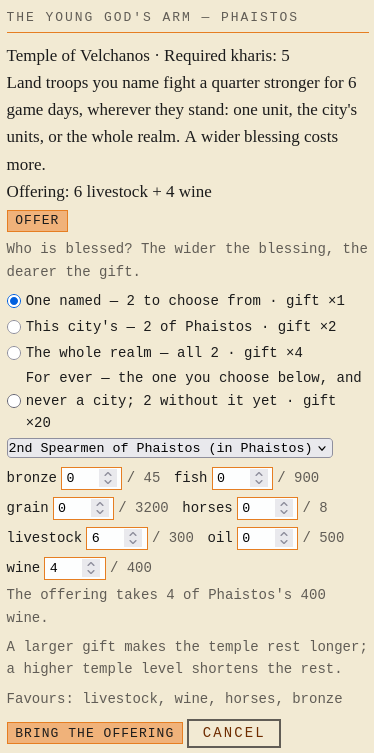 THE YOUNG GOD'S ARM — PHAISTOS
Temple of Velchanos · Required kharis: 5
Land troops you name fight a quarter stronger for 6
game days, wherever they stand: one unit, the city's
units, or the whole realm. A wider blessing costs
more.
Offering: 6 livestock + 4 wine
OFFER
Who is blessed? The wider the blessing, the
dearer the gift.
One named — 2 to choose from · gift ×1
This city's — 2 of Phaistos · gift ×2
The whole realm — all 2 · gift ×4
For ever — the one you choose below, and
never a city; 2 without it yet · gift
×20
2nd Spearmen of Phaistos (in Phaistos)
bronze 0 / 45 fish 0 / 900
grain 0 / 3200 horses 0 / 8
livestock 6 / 300 oil 0 / 500
wine 4 / 400
The offering takes 4 of Phaistos's 400
wine.
A larger gift makes the temple rest longer;
a higher temple level shortens the rest.
Favours: livestock, wine, horses, bronze
BRING THE OFFERING CANCEL